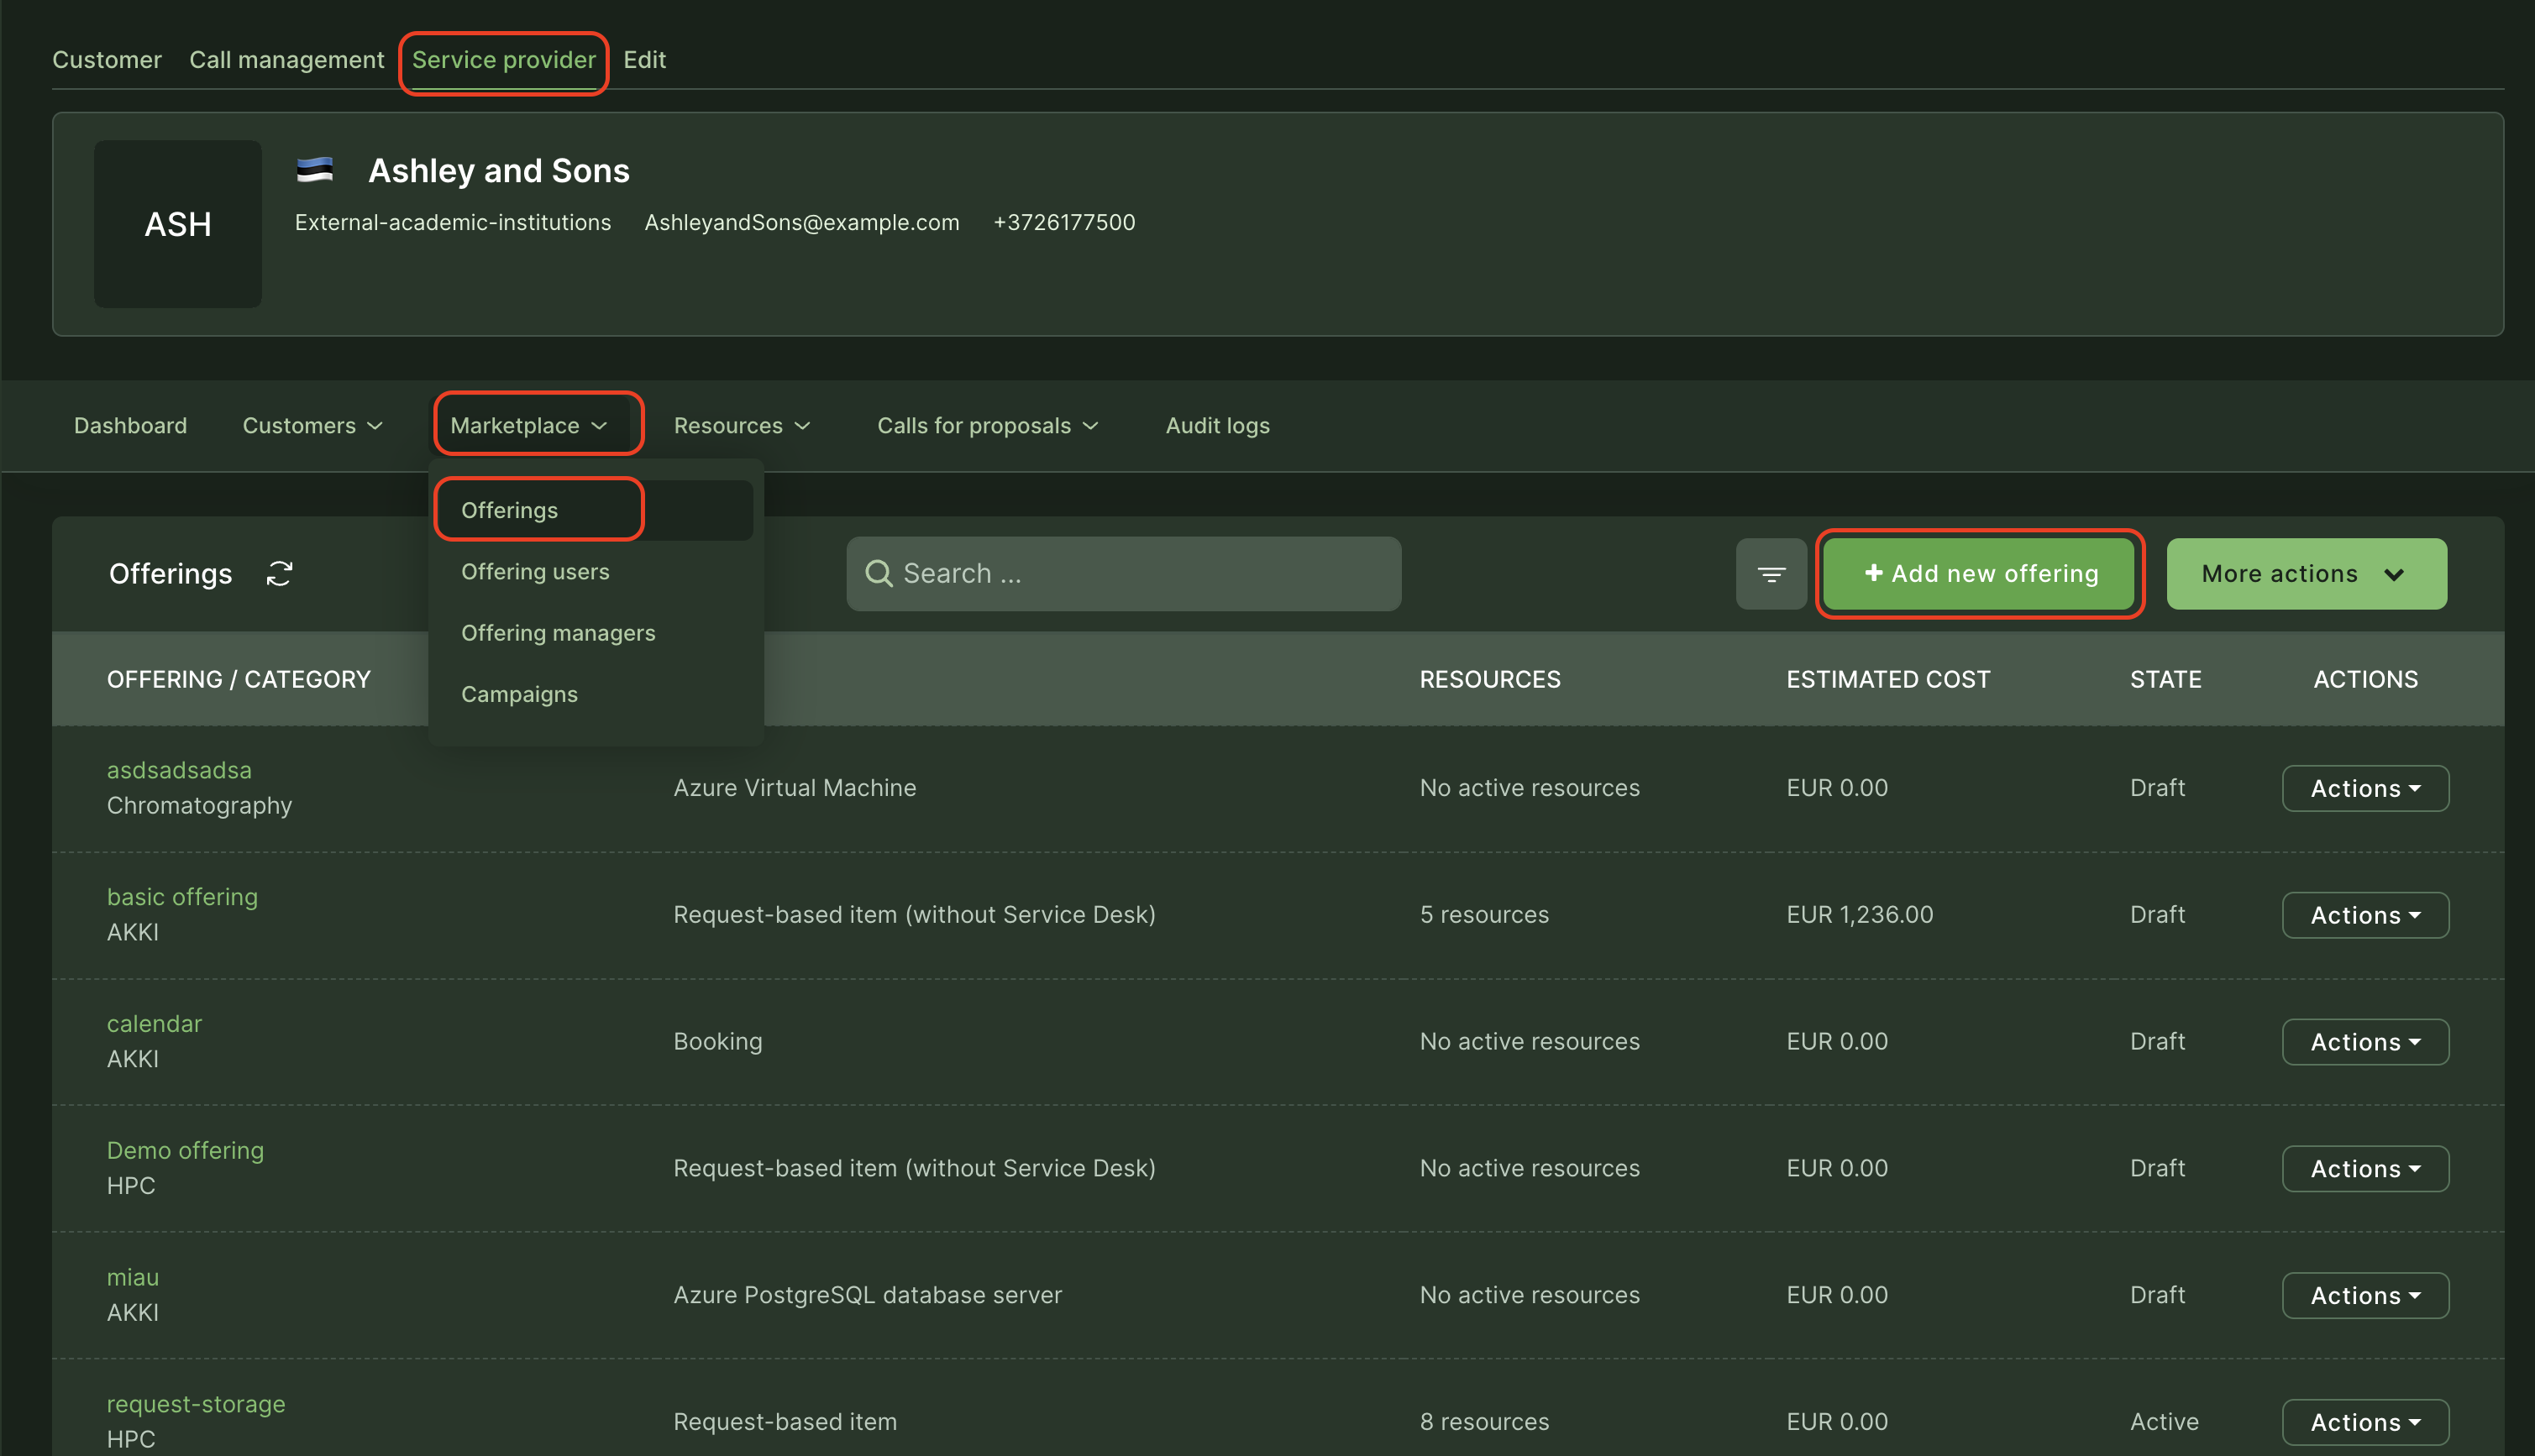 Customer Call management Service provider Edit
ASH
Ashley and Sons
External-academic-institutions AshleyandSons@example.com +3726177500
Dashboard Customers Marketplace Resources Calls for proposals Audit logs
Offerings
Offering users
Offering managers
Campaigns
Offerings Search ... + Add new offering More actions
OFFERING / CATEGORY RESOURCES ESTIMATED COST STATE ACTIONS
asdsadsadsa
Chromatography
Azure Virtual Machine No active resources EUR 0.00 Draft Actions
basic offering
AKKI
Request-based item (without Service Desk) 5 resources EUR 1,236.00 Draft Actions
calendar
AKKI
Booking No active resources EUR 0.00 Draft Actions
Demo offering
HPC
Request-based item (without Service Desk) No active resources EUR 0.00 Draft Actions
miau
AKKI
Azure PostgreSQL database server No active resources EUR 0.00 Draft Actions
request-storage
HPC
Request-based item 8 resources EUR 0.00 Active Actions